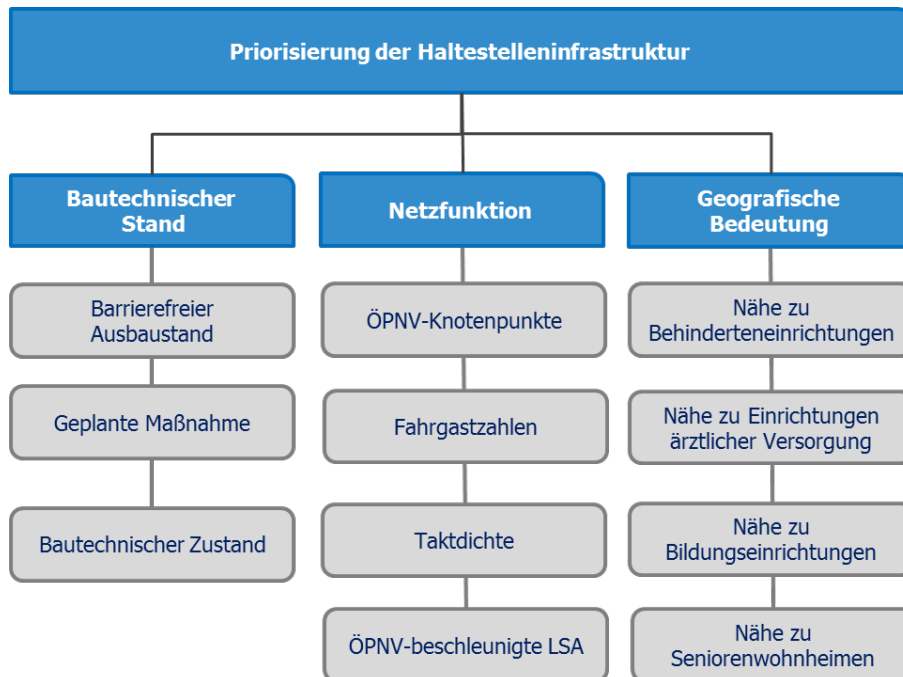 Priorisierung der Haltestelleninfrastruktur
Bautechnischer
Stand
Barrierefreier
Ausbaustand
Geplante Maßnahme
Bautechnischer Zustand
Netzfunktion
ÖPNV-Knotenpunkte
Fahrgastzahlen
Taktdichte
ÖPNV-beschleunigte LSA
Geografische
Bedeutung
Nähe zu
Behinderteneinrichtungen
Nähe zu Einrichtungen
ärztlicher Versorgung
Nähe zu
Bildungseinrichtungen
Nähe zu
Seniorenwohnheimen